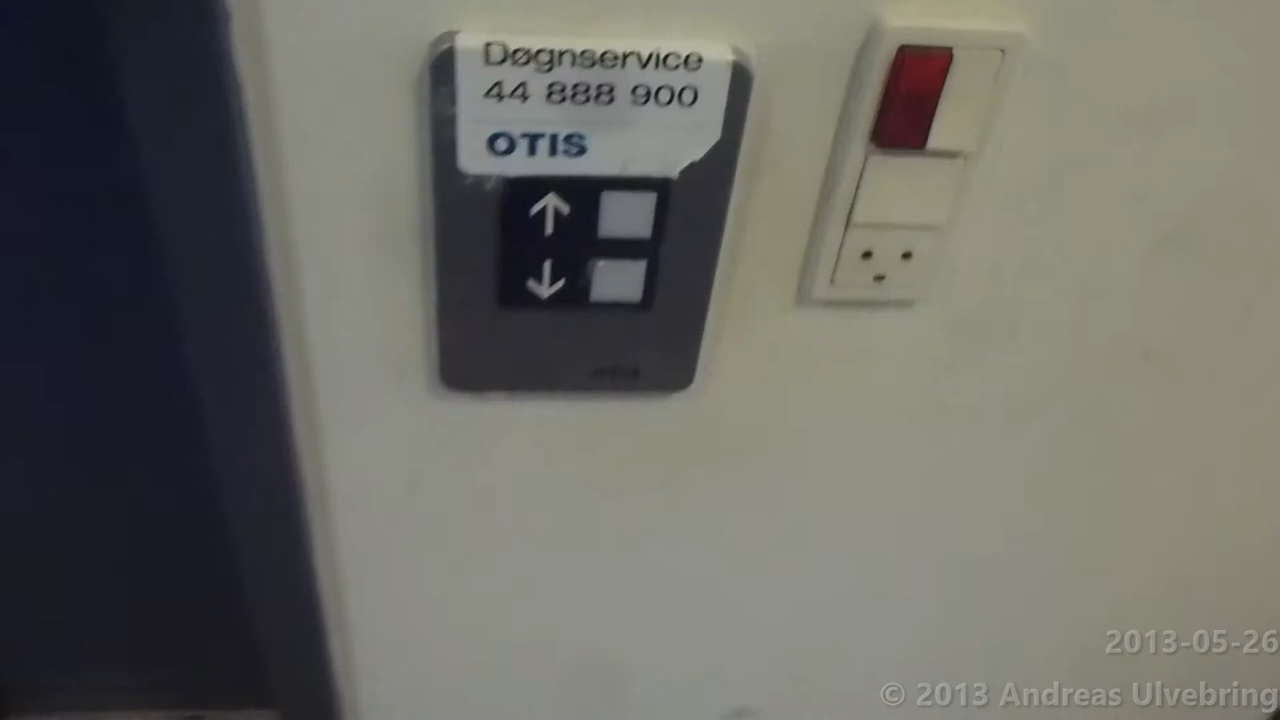 Døgnservice
44 888 900
OTIS
2013-05-26
© 2013 Andreas Ulvebring